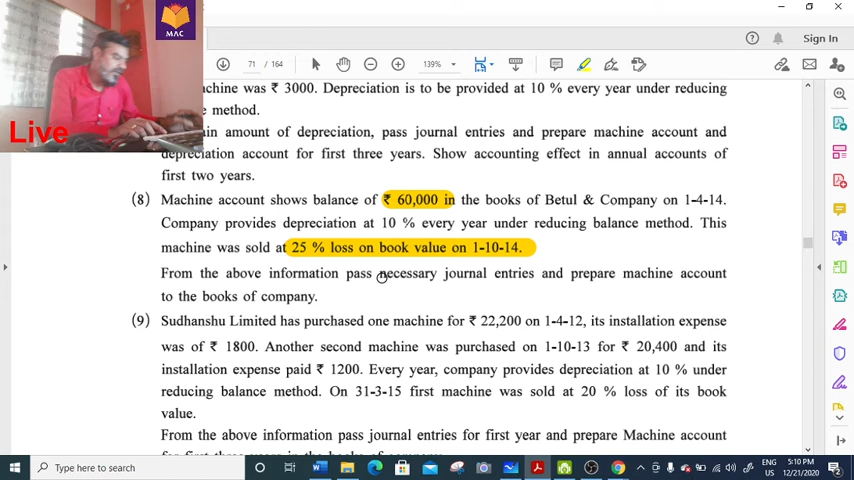 MAC
Sign In
71 / 164
139%
Live
achine was ₹ 3000. Depreciation is to be provided at 10 % every year under reducing
e method.
ain amount of depreciation, pass journal entries and prepare machine account and
depreciation account for first three years. Show accounting effect in annual accounts of
first two years.
(8) Machine account shows balance of ₹ 60,000 in the books of Betul & Company on 1-4-14.
Company provides depreciation at 10 % every year under reducing balance method. This
machine was sold at 25 % loss on book value on 1-10-14.
From the above information pass necessary journal entries and prepare machine account
to the books of company.
(9) Sudhanshu Limited has purchased one machine for ₹ 22,200 on 1-4-12, its installation expense
was of ₹ 1800. Another second machine was purchased on 1-10-13 for ₹ 20,400 and its
installation expense paid ₹ 1200. Every year, company provides depreciation at 10 % under
reducing balance method. On 31-3-15 first machine was sold at 20 % loss of its book
value.
From the above information pass journal entries for first year and prepare Machine account
for first three years in the books of company.
Type here to search
ENG
US
5:10 PM
12/21/2020